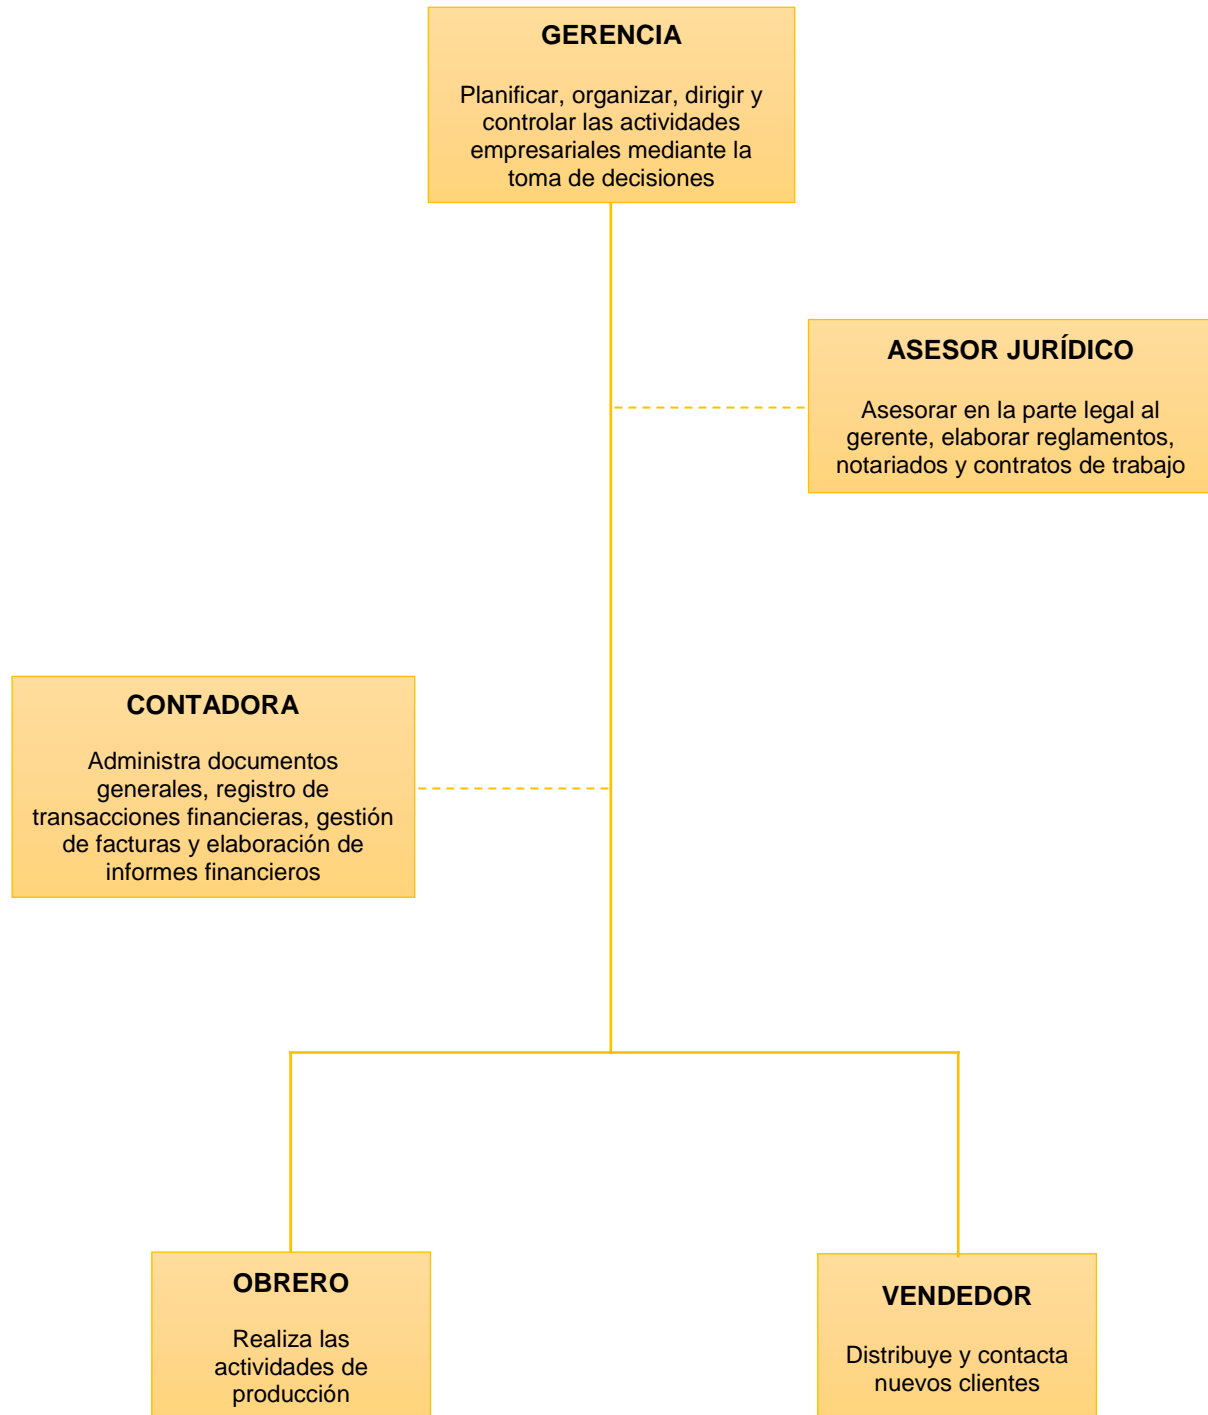 GERENCIA
Planificar, organizar, dirigir y
controlar las actividades
empresariales mediante la
toma de decisiones
ASESOR JURÍDICO
Asesorar en la parte legal al
gerente, elaborar reglamentos,
notariados y contratos de trabajo
CONTADORA
Administra documentos
generales, registro de
transacciones financieras, gestión
de facturas y elaboración de
informes financieros
OBRERO
Realiza las
actividades de
producción
VENDEDOR
Distribuye y contacta
nuevos clientes